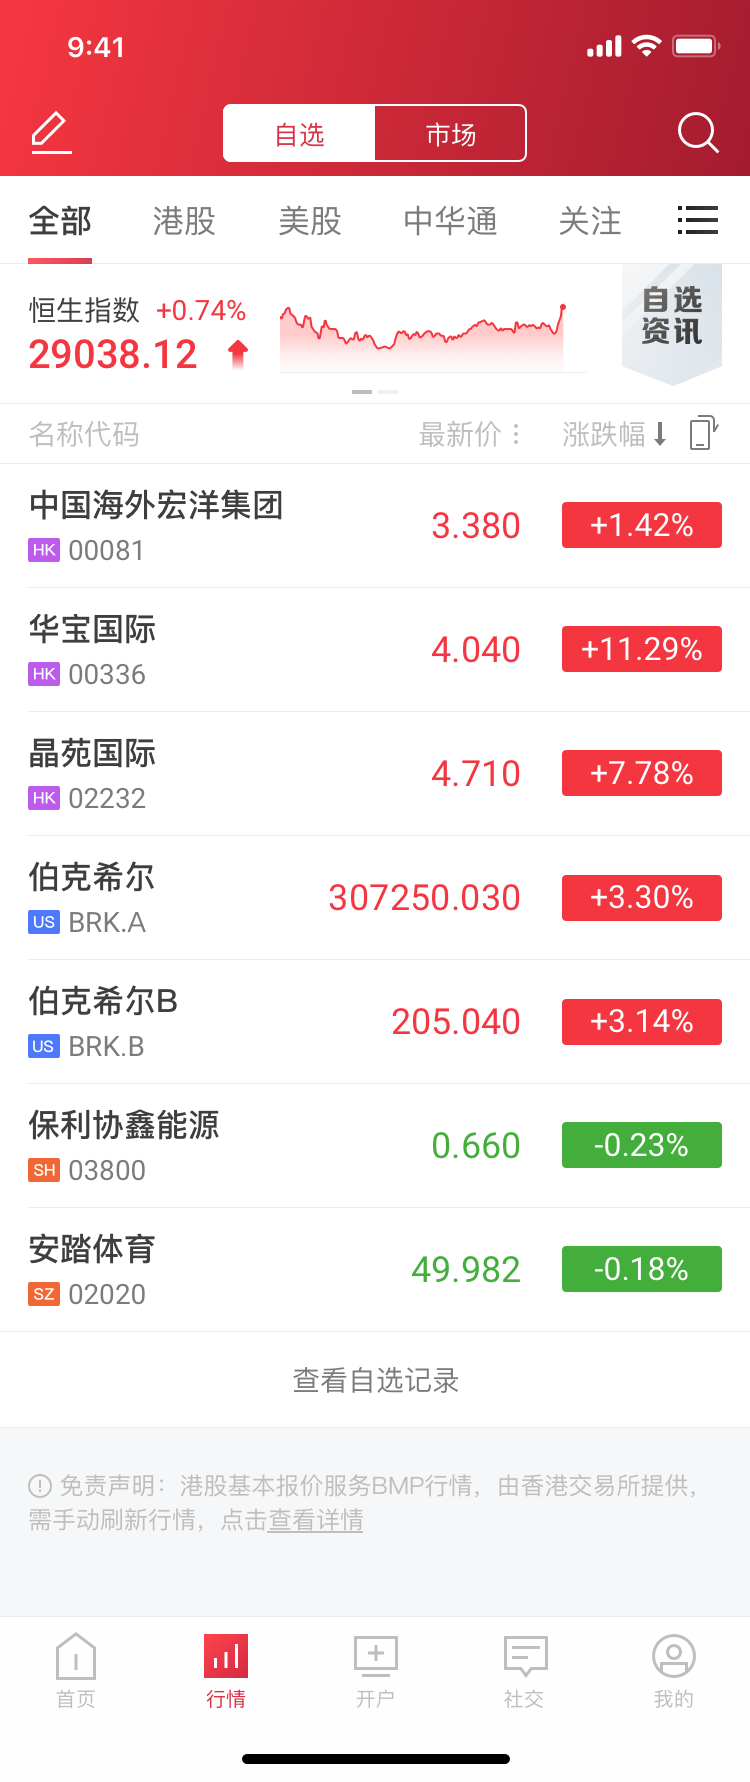 9:41
自选 市场
全部 港股 美股 中华通 关注
恒生指数 +0.74%
29038.12
自选
资讯
名称代码 最新价 涨跌幅
中国海外宏洋集团
HK 00081
3.380 +1.42%
华宝国际
HK 00336
4.040 +11.29%
晶苑国际
HK 02232
4.710 +7.78%
伯克希尔
US BRK.A
307250.030 +3.30%
伯克希尔B
US BRK.B
205.040 +3.14%
保利协鑫能源
SH 03800
0.660 -0.23%
安踏体育
SZ 02020
49.982 -0.18%
查看自选记录
免责声明：港股基本报价服务BMP行情，由香港交易所提供，
需手动刷新行情，点击查看详情
首页 行情 开户 社交 我的